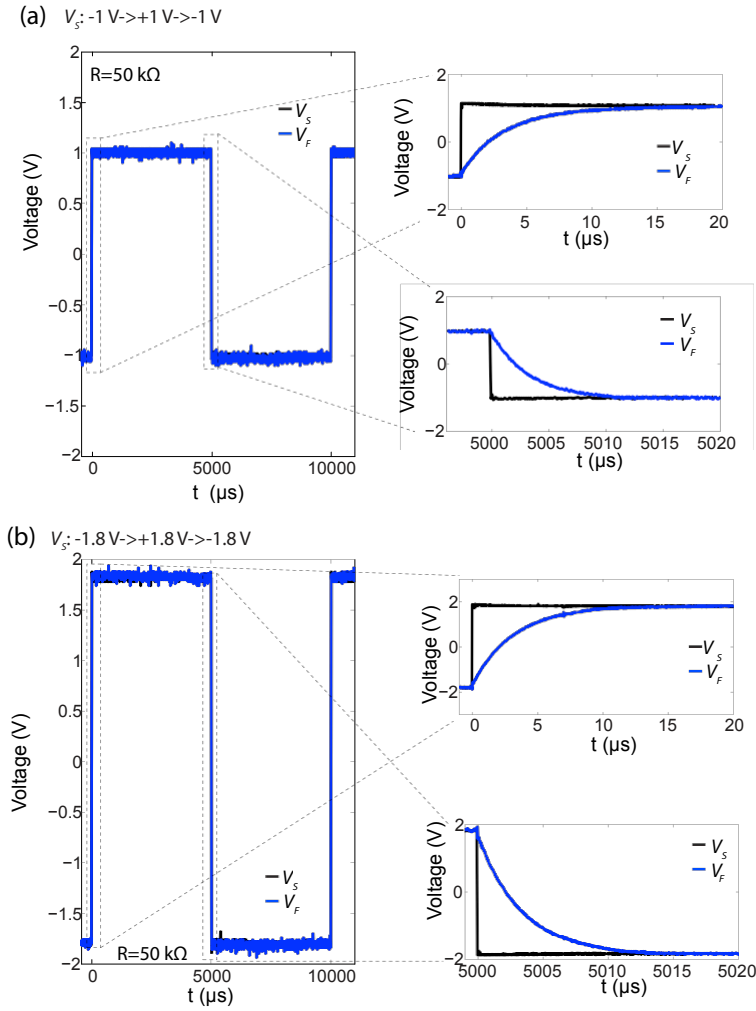 (a) V_S: -1 V->+1 V->-1 V
R=50 kΩ
V_S
V_F
Voltage (V)
2
1.5
1
0.5
0
−0.5
−1
−1.5
−2
0 5000 10000
t (µs)
Voltage (V)
2
0
−2
V_S
V_F
0 5 10 15 20
t (µs)
Voltage (V)
2
0
−2
V_S
V_F
5000 5005 5010 5015 5020
t (µs)
(b) V_S: -1.8 V->+1.8 V->-1.8 V
Voltage (V)
2
1.5
1
0.5
0
−0.5
−1
−1.5
−2
V_S
V_F
R=50 kΩ
0 5000 10000
t (µs)
Voltage (V)
2
0
−2
V_S
V_F
0 5 10 15 20
t (µs)
Voltage (V)
2
0
−2
V_S
V_F
5000 5005 5010 5015 5020
t (µs)